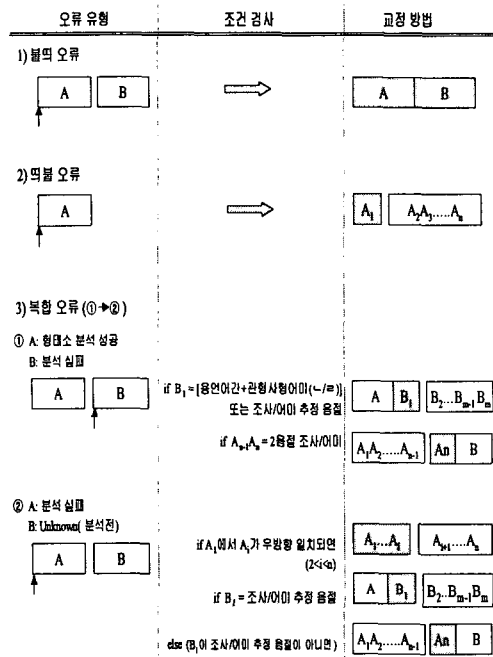 오류 유형 조건 검사 교정 방법
1) 붙띄 오류
A B A B
2) 띄붙 오류
A A₁ A₂A₃.....Aₙ
3) 복합 오류 (①➔②)
① A: 형태소 분석 성공
B: 분석 실패
A B if B₁ = [용언어간+관형사형어미(ㄴ/ㄹ)] A B₁ B₂...Bₘ₋₁Bₘ
또는 조사/어미 추정 음절
if Aₙ₋₁Aₙ = 2음절 조사/어미 A₁A₂.....Aₙ₋₁ An B
② A: 분석 실패
B: Unknown( 분석전)
A B if A₁에서 Aᵢ가 우방향 일치되면 A₁....Aᵢ Aᵢ₊₁.....Aₙ
(2<i<n)
if B₁ = 조사/어미 추정 음절 A B₁ B₂..Bₘ₋₁Bₘ
else (B₁이 조사/어미 추정 음절이 아니면) A₁A₂.....Aₙ₋₁ An B